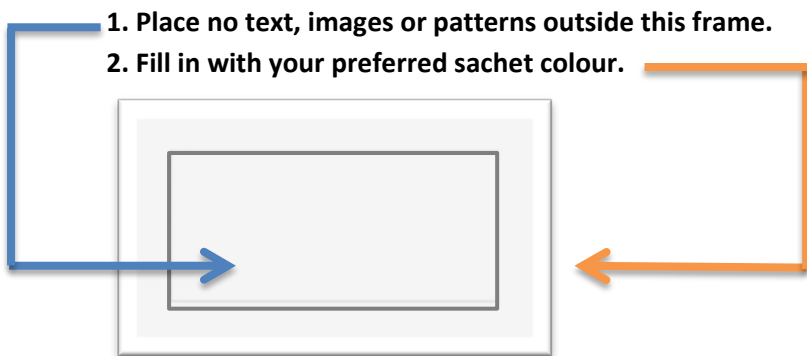 1. Place no text, images or patterns outside this frame.
2. Fill in with your preferred sachet colour.